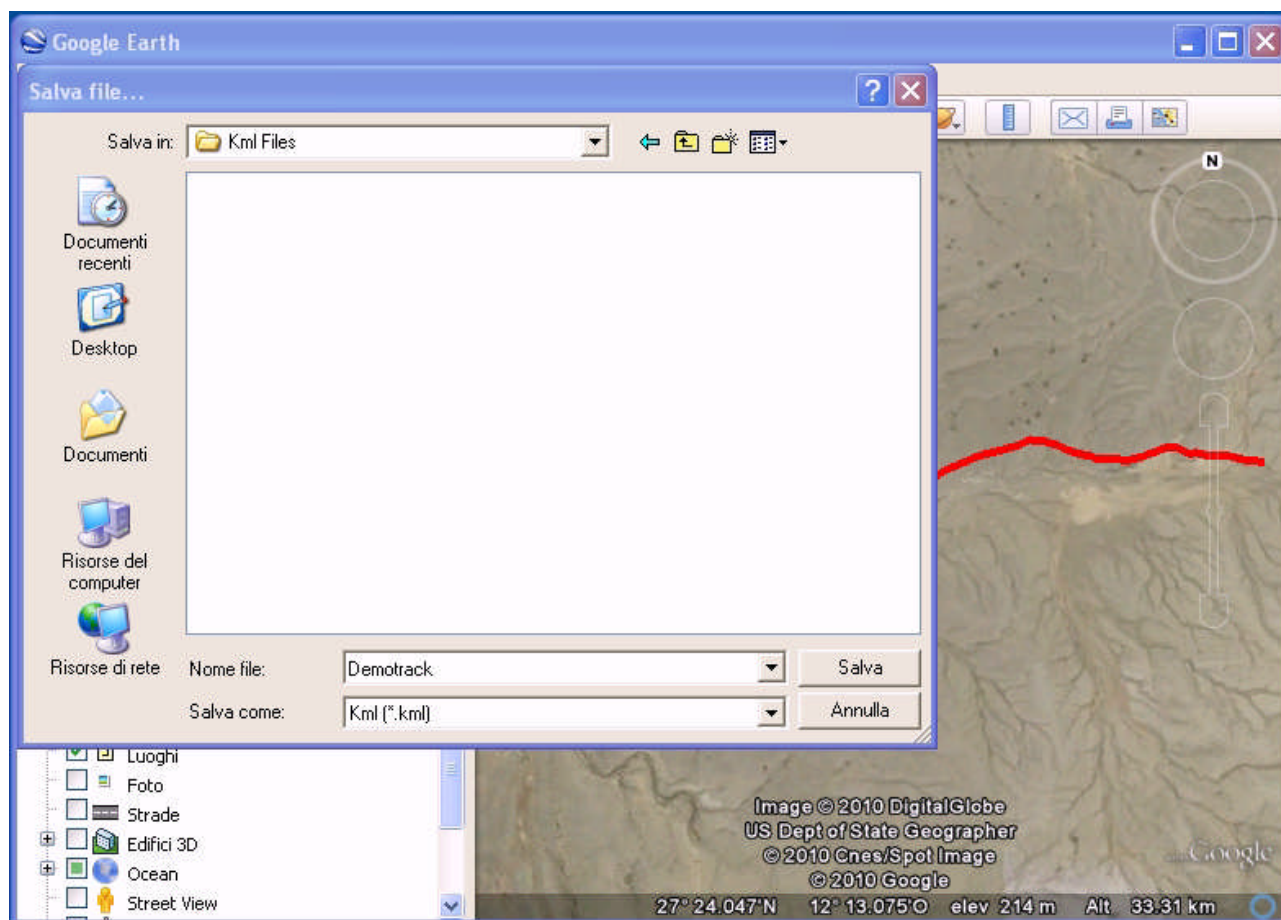 Google Earth
Salva file...
Salva in:
Kml Files
N
Documenti
recenti
Desktop
Documenti
Risorse del
computer
Risorse di rete
Nome file:
Demotrack
Salva
Salva come:
Kml (*.kml)
Annulla
Luoghi
Foto
Strade
Edifici 3D
Ocean
Street View
Image © 2010 DigitalGlobe
US Dept of State Geographer
© 2010 Cnes/Spot Image
© 2010 Google
Google
27° 24.047'N 12° 13.075'O elev 214 m Alt 33.31 km